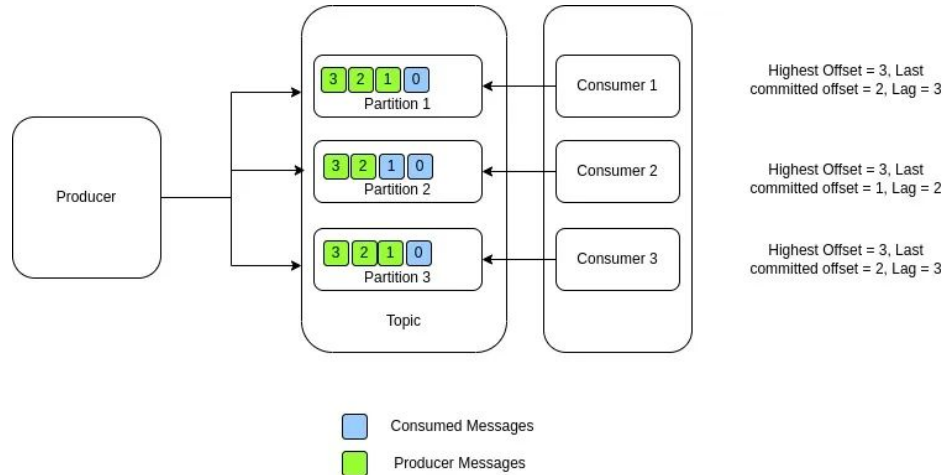 Producer
3 2 1 0
Partition 1
3 2 1 0
Partition 2
3 2 1 0
Partition 3
Topic
Consumer 1
Consumer 2
Consumer 3
Highest Offset = 3, Last
committed offset = 2, Lag = 3
Highest Offset = 3, Last
committed offset = 1, Lag = 2
Highest Offset = 3, Last
committed offset = 2, Lag = 3
Consumed Messages
Producer Messages